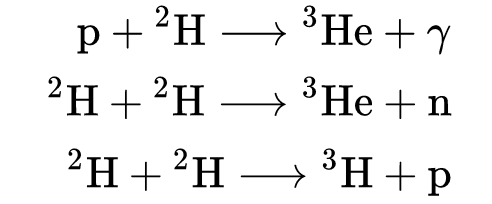 p + ²H ⟶ ³He + γ
²H + ²H ⟶ ³He + n
²H + ²H ⟶ ³H + p